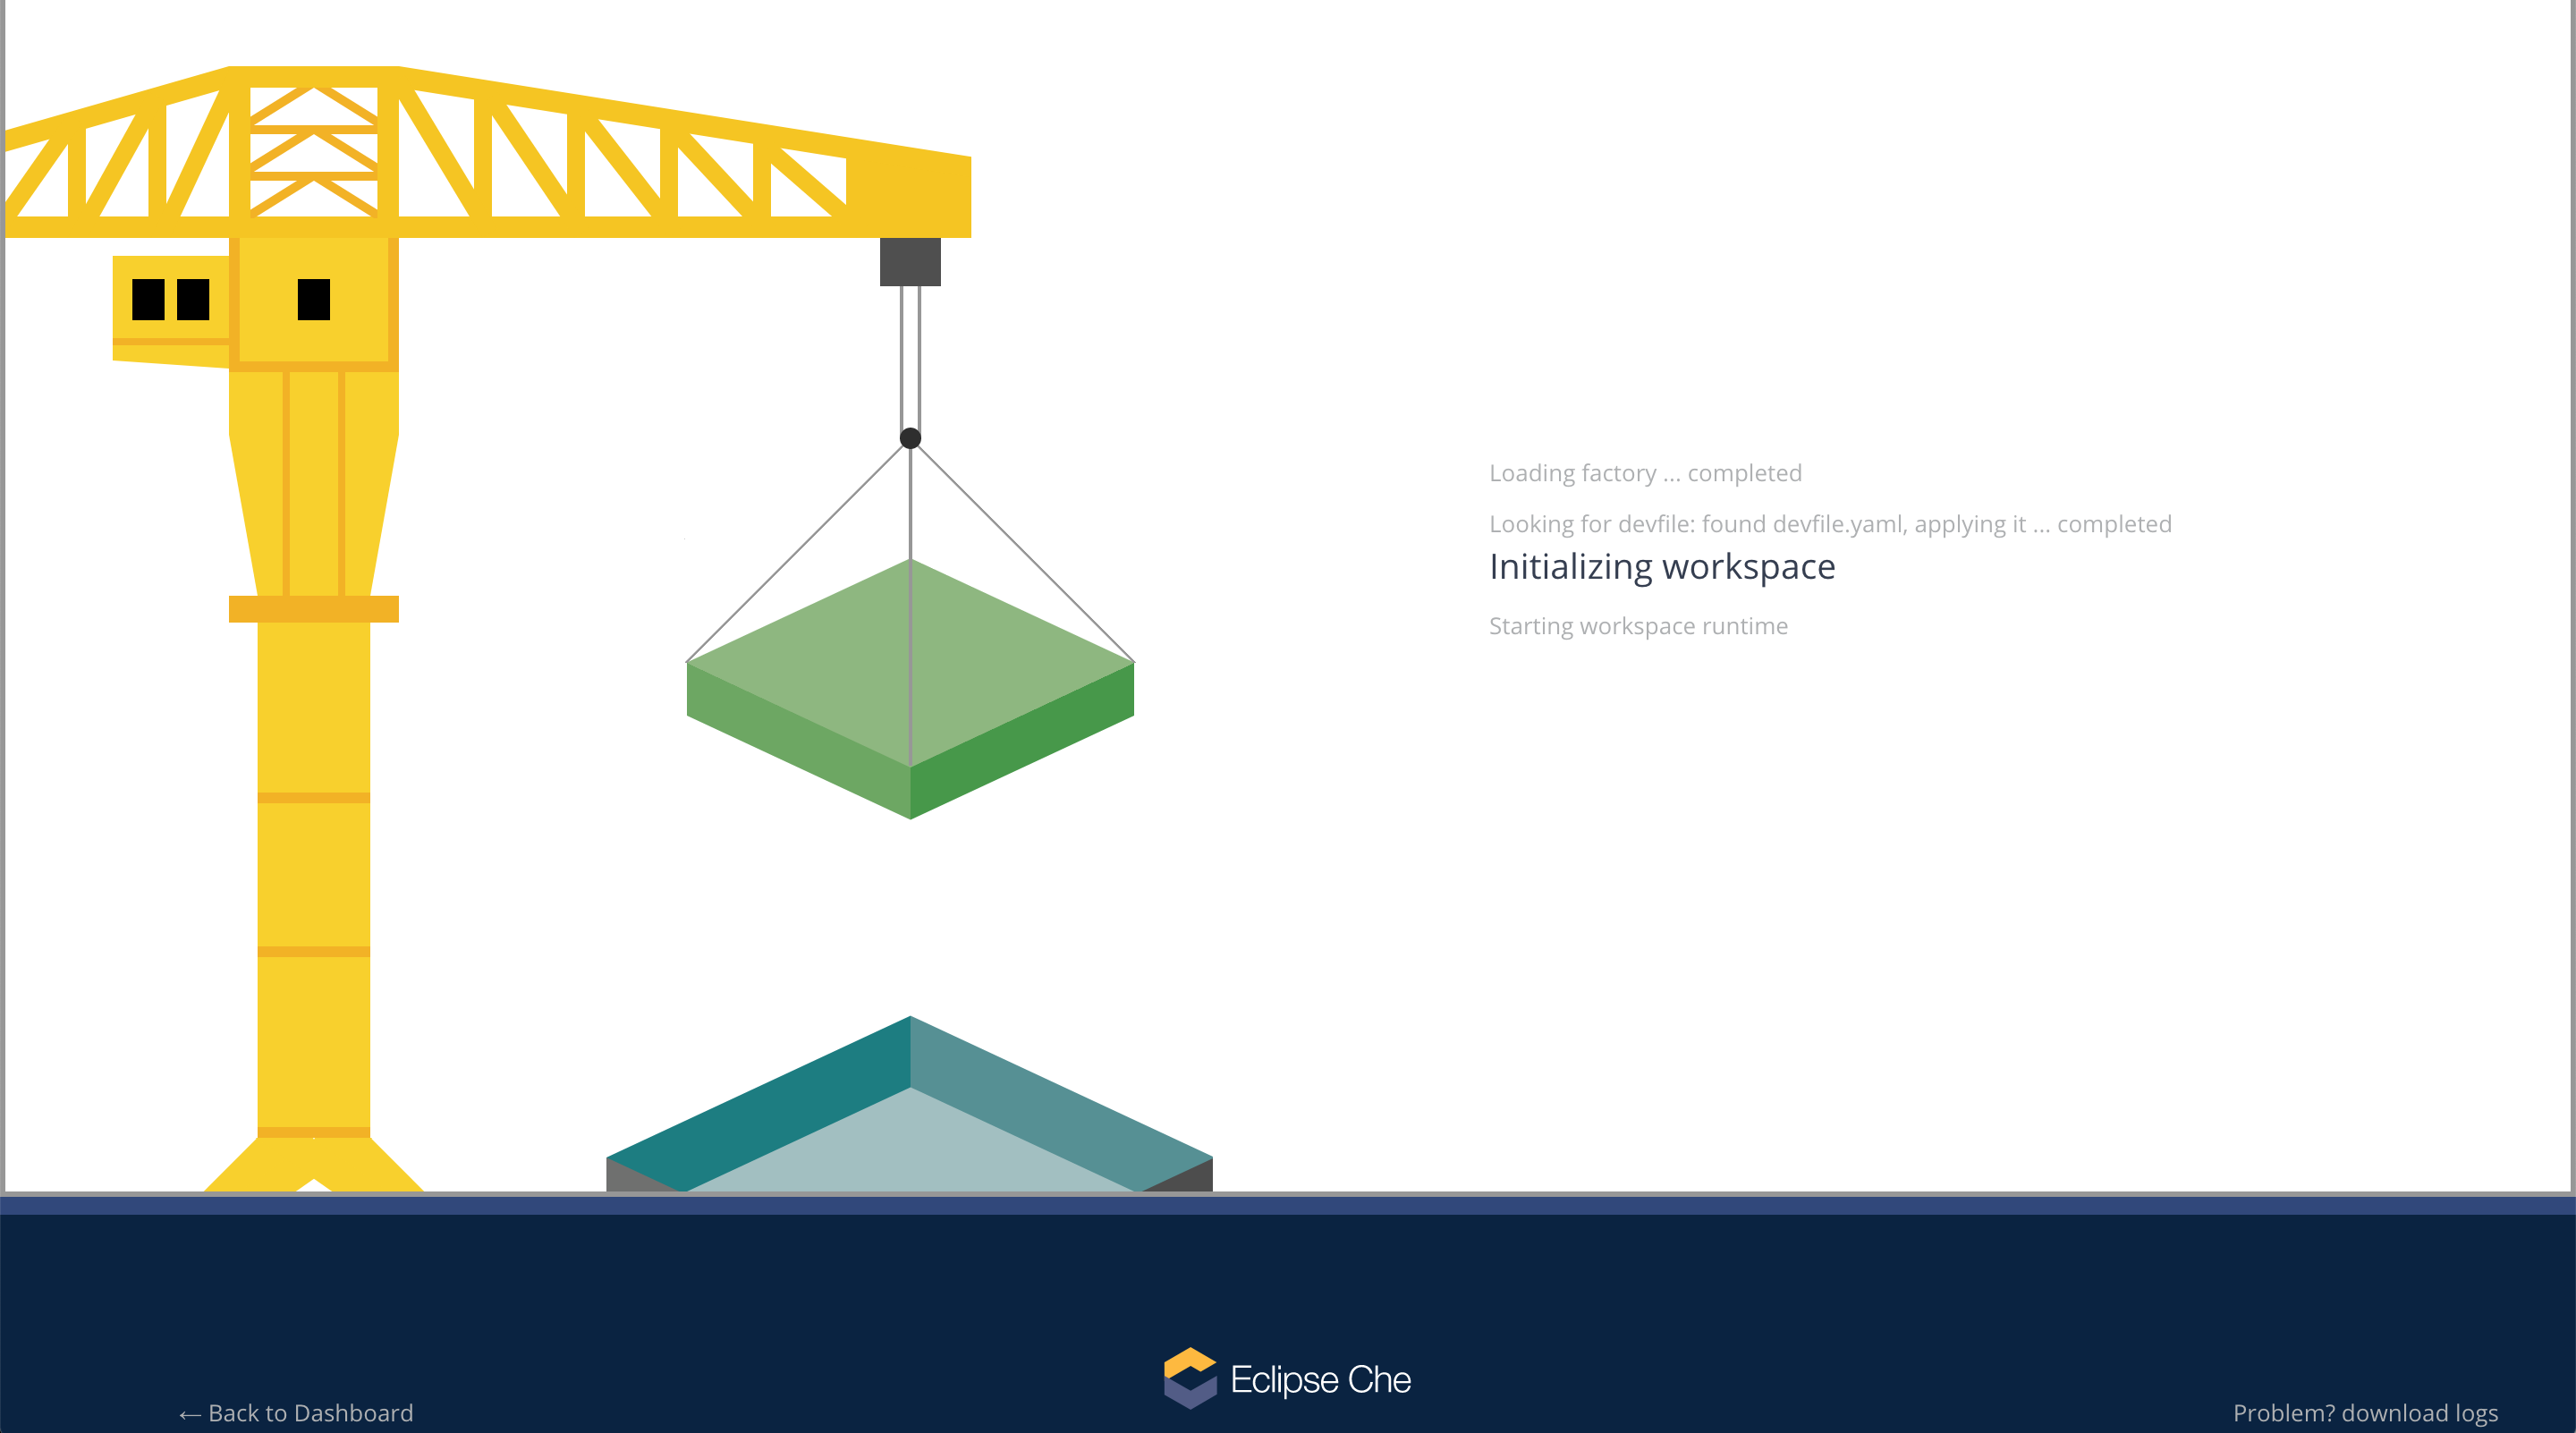 Loading factory ... completed
Looking for devfile: found devfile.yaml, applying it ... completed
Initializing workspace
Starting workspace runtime
Eclipse Che
← Back to Dashboard
Problem? download logs